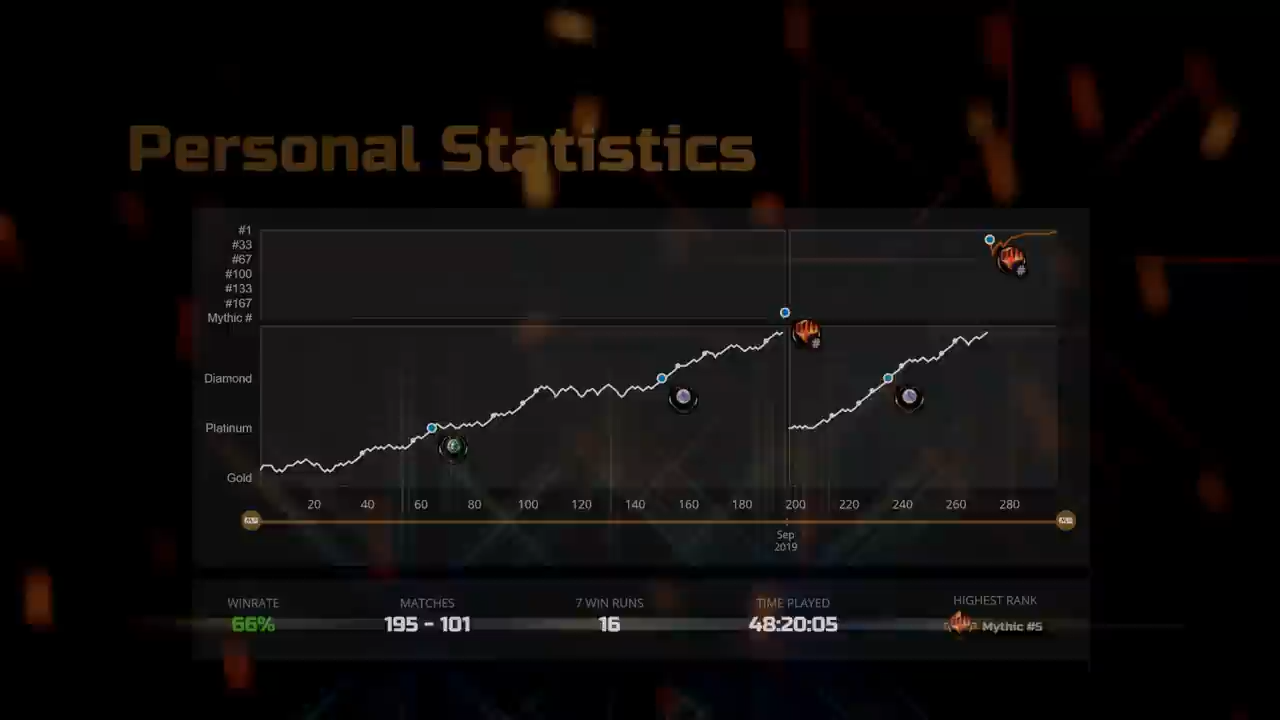 Personal Statistics
#1
#33
#67
#100
#133
#167
Mythic #
Diamond
Platinum
Gold
20 40 60 80 100 120 140 160 180 200 220 240 260 280
Sep
2019
WINRATE MATCHES 7 WIN RUNS TIME PLAYED HIGHEST RANK
66% 195 - 101 16 48:20:05 Mythic #5